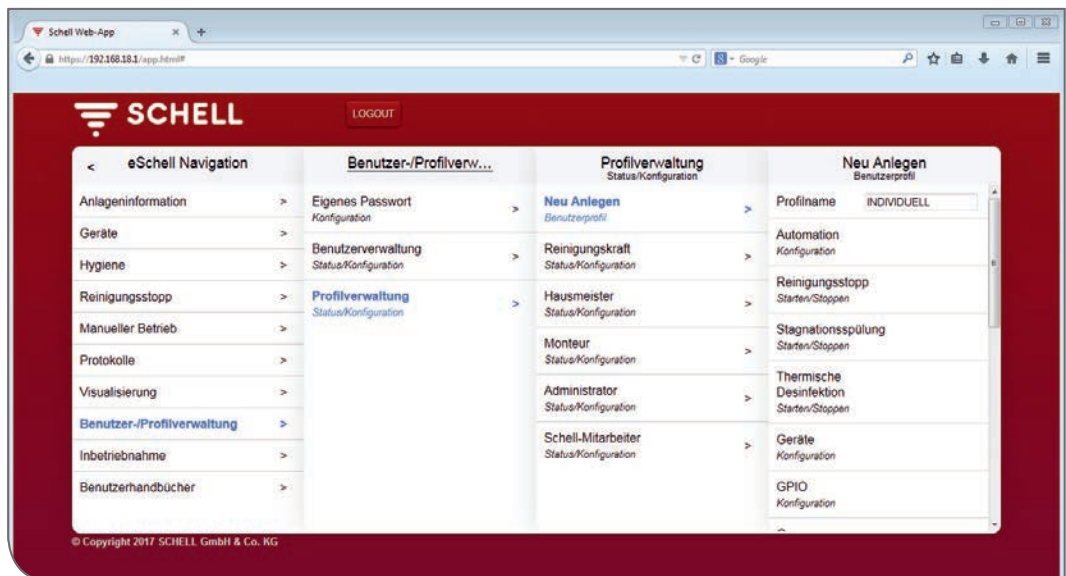 Schell Web-App
https://192.168.18.1/app.html#
Google
SCHELL
LOGOUT
< eSchell Navigation
Anlageninformation >
Geräte >
Hygiene >
Reinigungsstopp >
Manueller Betrieb >
Protokolle >
Visualisierung >
Benutzer-/Profilverwaltung >
Inbetriebnahme >
Benutzerhandbücher >
Benutzer-/Profilverw...
Eigenes Passwort >
Konfiguration
Benutzerverwaltung >
Status/Konfiguration
Profilverwaltung >
Status/Konfiguration
Profilverwaltung
Status/Konfiguration
Neu Anlegen >
Benutzerprofil
Reinigungskraft >
Status/Konfiguration
Hausmeister >
Status/Konfiguration
Monteur >
Status/Konfiguration
Administrator >
Status/Konfiguration
Schell-Mitarbeiter >
Status/Konfiguration
Neu Anlegen
Benutzerprofil
Profilname INDIVIDUELL
Automation
Konfiguration
Reinigungsstopp
Starten/Stoppen
Stagnationsspülung
Starten/Stoppen
Thermische
Desinfektion
Starten/Stoppen
Geräte
Konfiguration
GPIO
Konfiguration
© Copyright 2017 SCHELL GmbH & Co. KG